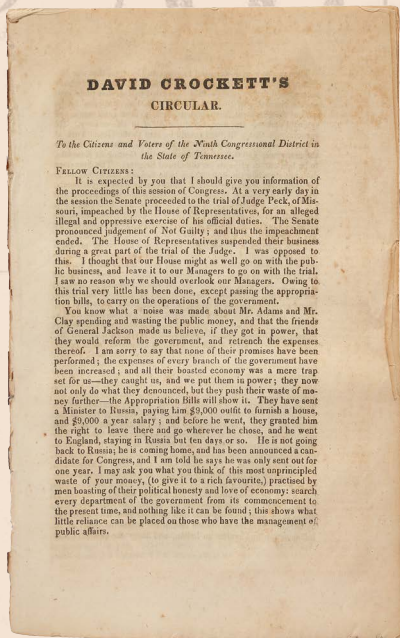 DAVID CROCKETT'S
CIRCULAR.
To the Citizens and Voters of the Ninth Congressional District in
the State of Tennessee.
FELLOW CITIZENS:
It is expected by you that I should give you information of
the proceedings of this session of Congress. At a very early day in
the session the Senate proceeded to the trial of Judge Peck, of Mis-
souri, impeached by the House of Representatives, for an alleged
illegal and oppressive exercise of his official duties. The Senate
pronounced judgement of Not Guilty; and thus the impeachment
ended. The House of Representatives suspended their business
during a great part of the trial of the Judge. I was opposed to
this. I thought that our House might as well go on with the pub-
lic business, and leave it to our Managers to go on with the trial.
I saw no reason why we should overlook our Managers. Owing to
this trial very little has been done, except passing the appropria-
tion bills, to carry on the operations of the government.
You know what a noise was made about Mr. Adams and Mr.
Clay spending and wasting the public money, and that the friends
of General Jackson made us believe, if they got in power, that
they would reform the government, and retrench the expenses
thereof. I am sorry to say that none of their promises have been
performed; the expenses of every branch of the government have
been increased; and all their boasted economy was a mere trap
set for us—they caught us, and we put them in power; they now
not only do what they denounced, but they push their waste of mo-
ney further—the Appropriation Bills will show it. They have sent
a Minister to Russia, paying him $9,000 outfit to furnish a house,
and $9,000 a year salary; and before he went, they granted him
the right to leave there and go wherever he chose, and he went
to England, staying in Russia but ten days or so. He is not going
back to Russia; he is coming home, and has been announced a can-
didate for Congress, and I am told he says he was only sent out for
one year. I may ask you what you think of this most unprincipled
waste of your money, (to give it to a rich favourite,) practised by
men boasting of their political honesty and love of economy: search
every department of the government from its commencement to
the present time, and nothing like it can be found; this shows what
little reliance can be placed on those who have the management of
public affairs.